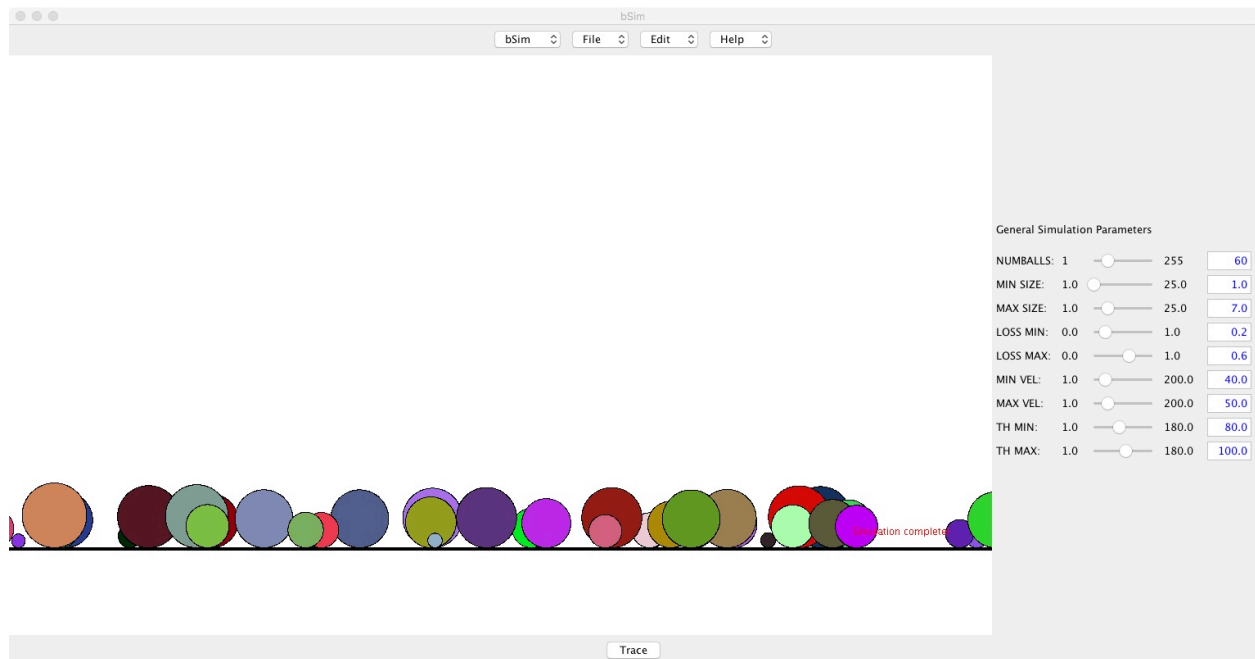 bSim
bSim File Edit Help
General Simulation Parameters
NUMBALLS: 1 255 60
MIN SIZE: 1.0 25.0 1.0
MAX SIZE: 1.0 25.0 7.0
LOSS MIN: 0.0 1.0 0.2
LOSS MAX: 0.0 1.0 0.6
MIN VEL: 1.0 200.0 40.0
MAX VEL: 1.0 200.0 50.0
TH MIN: 1.0 180.0 80.0
TH MAX: 1.0 180.0 100.0
complete
Trace